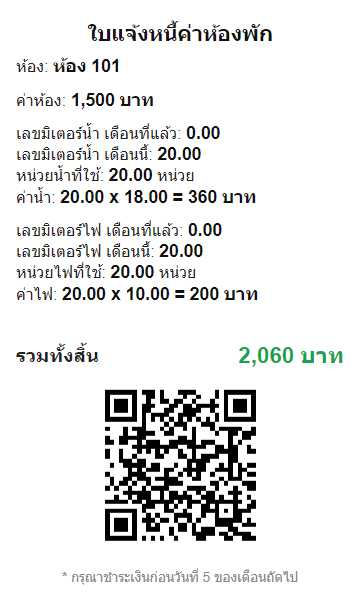 ใบแจ้งหนี้ค่าห้องพัก
ห้อง: ห้อง 101
ค่าห้อง: 1,500 บาท
เลขมิเตอร์น้ำ เดือนที่แล้ว: 0.00
เลขมิเตอร์น้ำ เดือนนี้: 20.00
หน่วยน้ำที่ใช้: 20.00 หน่วย
ค่าน้ำ: 20.00 x 18.00 = 360 บาท
เลขมิเตอร์ไฟ เดือนที่แล้ว: 0.00
เลขมิเตอร์ไฟ เดือนนี้: 20.00
หน่วยไฟที่ใช้: 20.00 หน่วย
ค่าไฟ: 20.00 x 10.00 = 200 บาท
รวมทั้งสิ้น 2,060 บาท
* กรุณาชำระเงินก่อนวันที่ 5 ของเดือนถัดไป